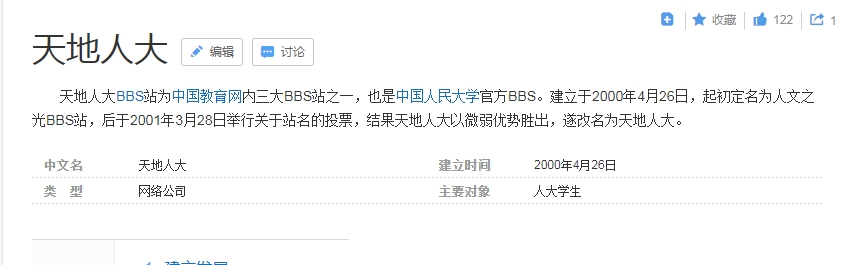 收藏 122 1
天地人大 编辑 讨论
天地人大BBS站为中国教育网内三大BBS站之一，也是中国人民大学官方BBS。建立于2000年4月26日，起初定名为人文之
光BBS站，后于2001年3月28日举行关于站名的投票，结果天地人大以微弱优势胜出，遂改名为天地人大。
中文名 天地人大 建立时间 2000年4月26日
类 型 网络公司 主要对象 人大学生